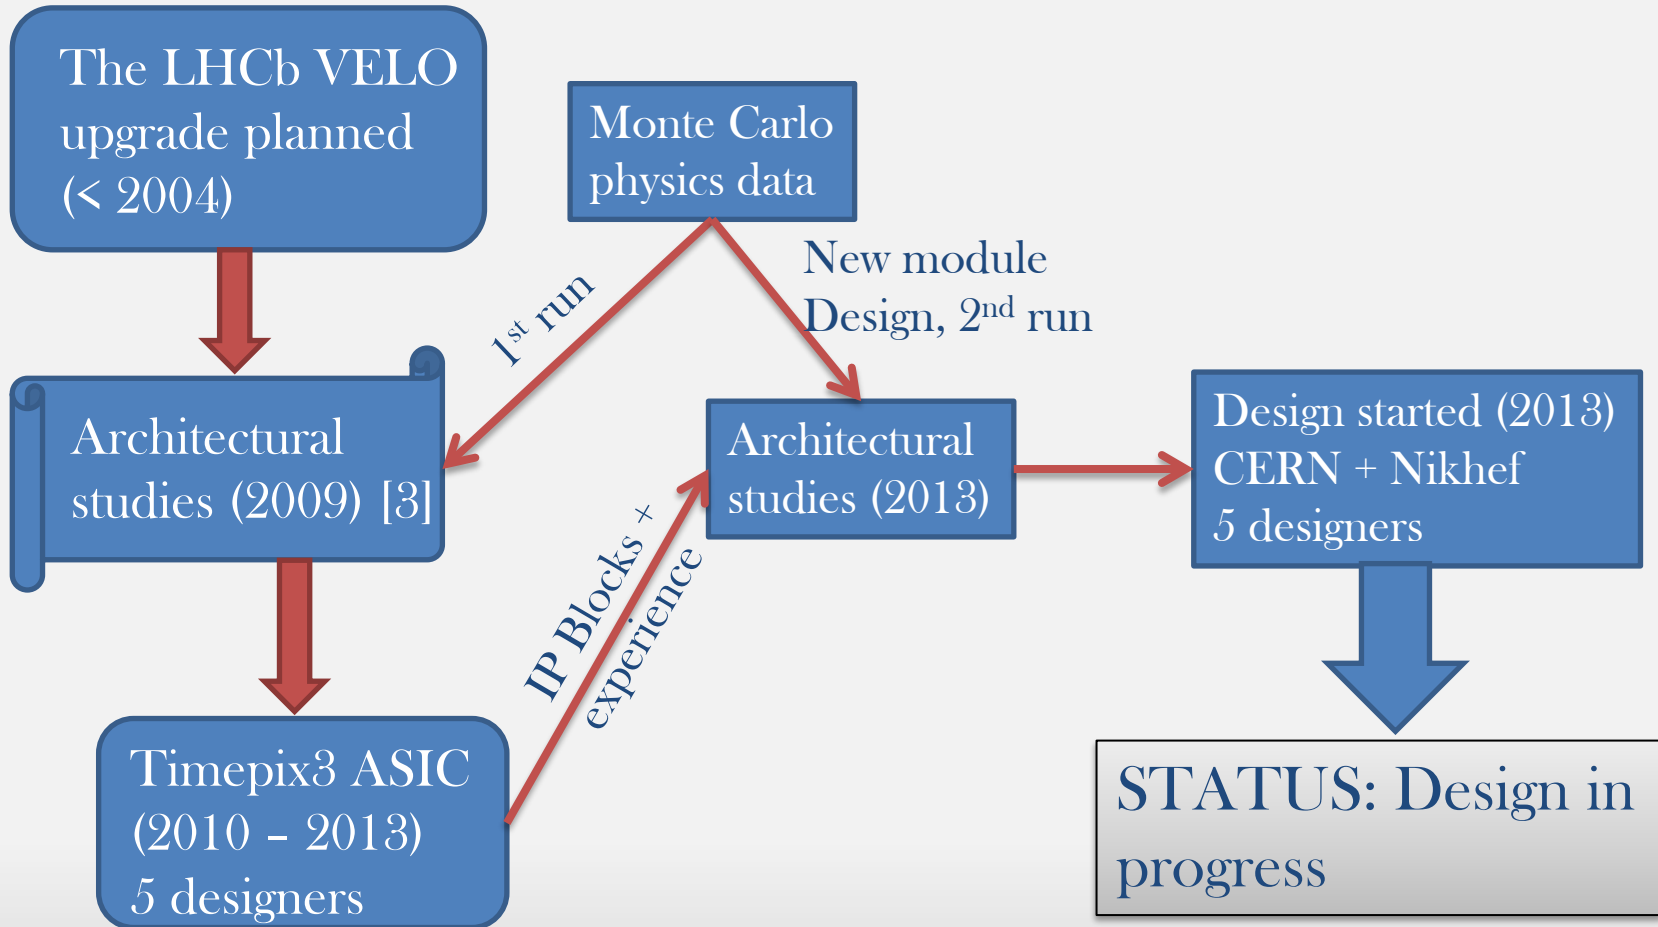 The LHCb VELO
upgrade planned
(< 2004)
Monte Carlo
physics data
1st run
New module
Design, 2nd run
Architectural
studies (2009) [3]
Architectural
studies (2013)
Design started (2013)
CERN + Nikhef
5 designers
IP Blocks +
experience
Timepix3 ASIC
(2010 – 2013)
5 designers
STATUS: Design in
progress